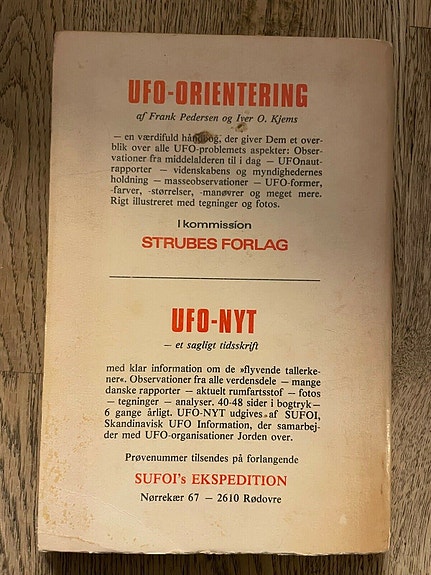 UFO-ORIENTERING
af Frank Pedersen og Iver O. Kjems
— en værdifuld håndbog, der giver Dem et over-
blik over alle UFO-problemets aspekter: Obser-
vationer fra middelalderen til i dag — UFOnaut-
rapporter — videnskabens og myndighedernes
holdning — masseobservationer — UFO-former,
-farver, -størrelser, -manøvrer og meget mere.
Rigt illustreret med tegninger og fotos.
I kommission
STRUBES FORLAG
UFO-NYT
— et sagligt tidsskrift
med klar information om de »flyvende tallerke-
ner«. Observationer fra alle verdensdele — mange
danske rapporter — aktuelt rumfartsstof — fotos
— tegninger — analyser. 40-48 sider i bogtryk—
6 gange årligt. UFO-NYT udgives af SUFOI,
Skandinavisk UFO Information, der samarbej-
der med UFO-organisationer Jorden over.
Prøvenummer tilsendes på forlangende
SUFOI's EKSPEDITION
Nørrekær 67 — 2610 Rødovre